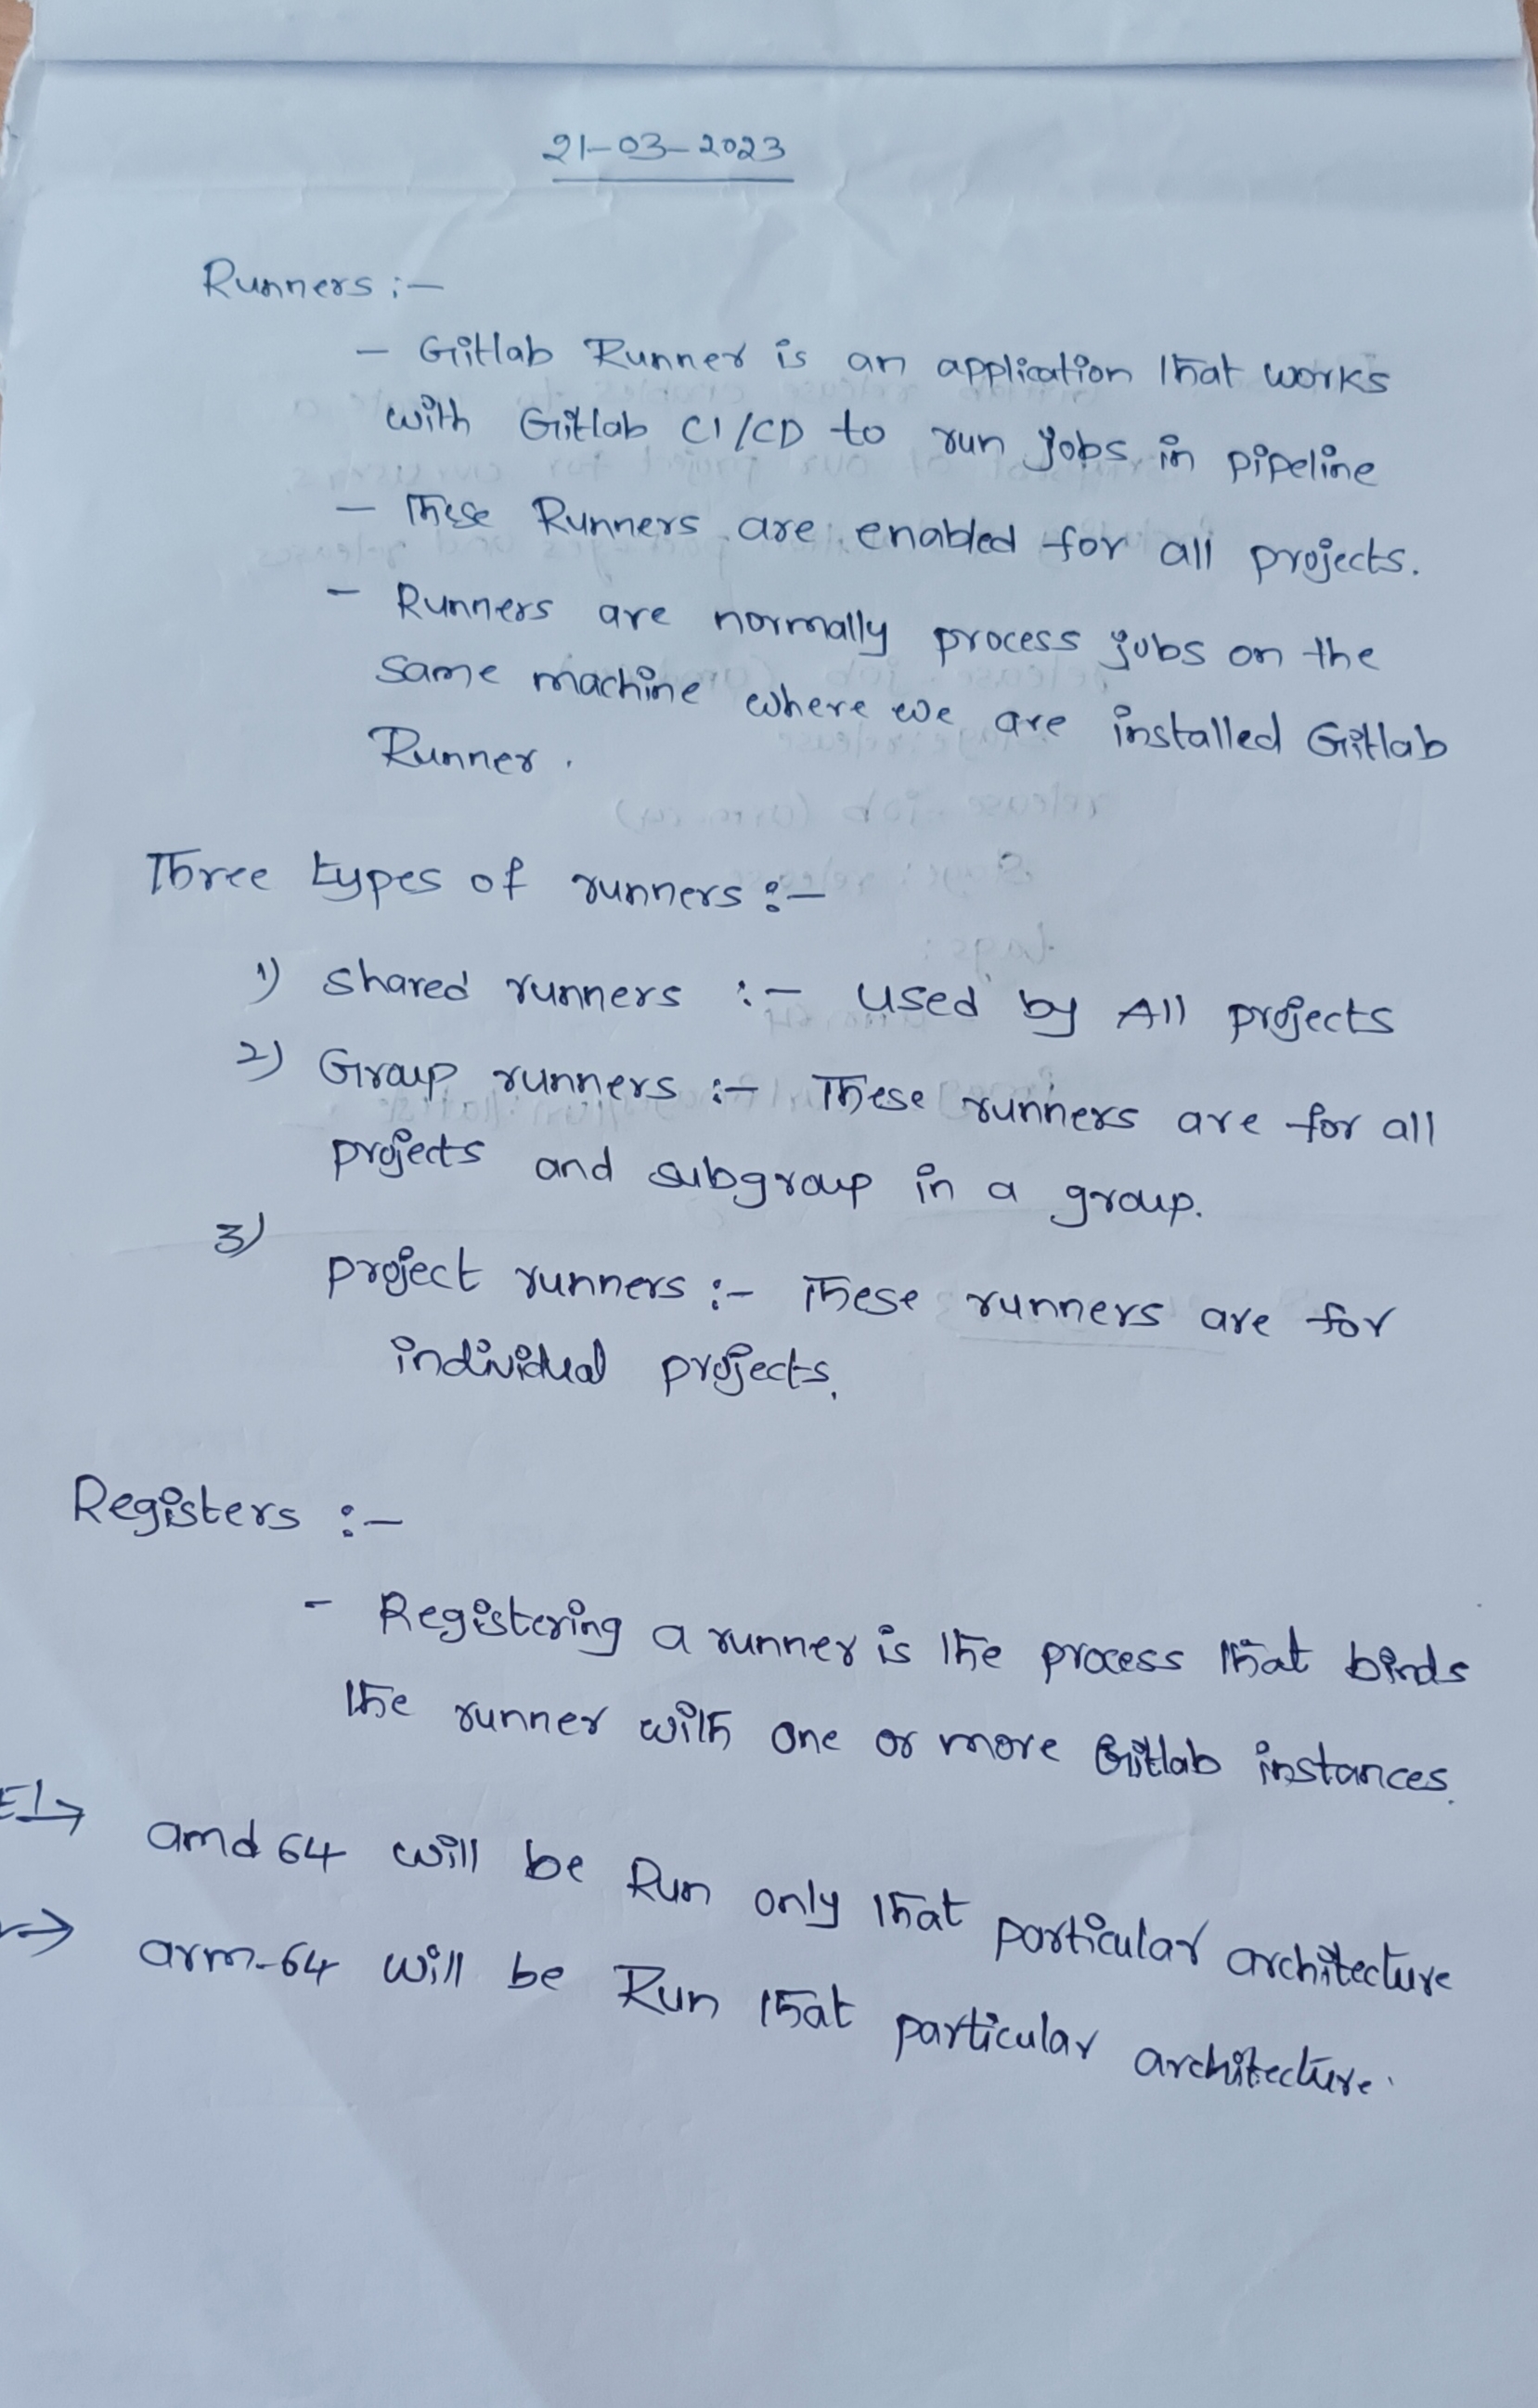 21-03-2023
Runners :-
- Gitlab Runner is an application that works
with Gitlab CI/CD to run jobs in pipeline
- These Runners are enabled for all projects.
- Runners are normally process jobs on the
same machine where we are installed Gitlab
Runner.
Three types of runners :-
1) Shared runners :- used by All projects
2) Group runners :- These runners are for all
projects and subgroup in a group.
3)
project runners :- These runners are for
individual projects.
Registers :-
- Registering a runner is the process that binds
the runner with one or more Gitlab instances.
→ amd 64 will be Run only that particular architecture
→ arm-64 will be Run that particular architecture.